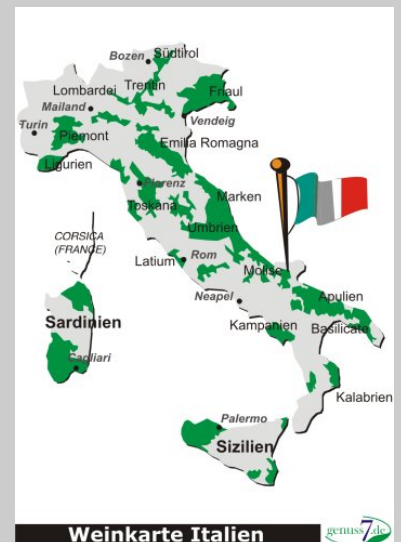 Bozen
Südtirol
Lombardei
Trentin
Friaul
Mailand
Vendeig
Turin
Piemont
Emilia Romagna
Ligurien
Florenz
Toskana
Marken
Umbrien
CORSICA
(FRANCE)
Latium
Rom
Molise
Neapel
Apulien
Sardinien
Kampanien
Basilicate
Cagliari
Kalabrien
Palermo
Sizilien
Weinkarte Italien
genuss7.de